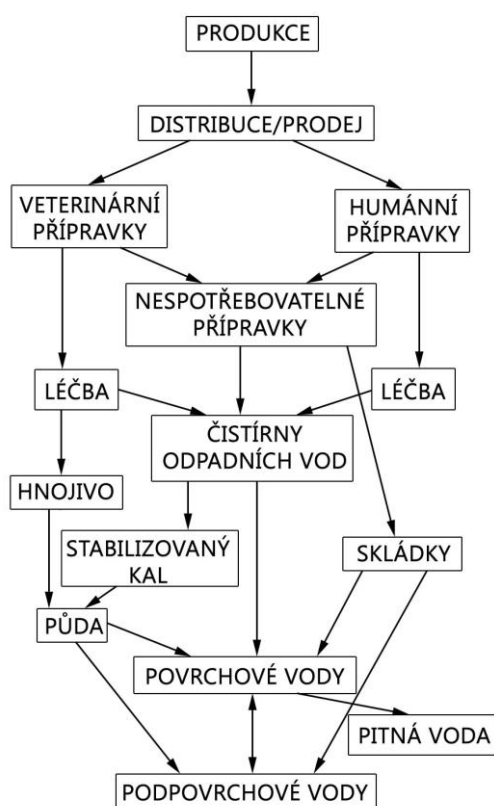 PRODUKCE
DISTRIBUCE/PRODEJ
VETERINÁRNÍ
PŘÍPRAVKY
HUMÁNNÍ
PŘÍPRAVKY
NESPOTŘEBOVATELNÉ
PŘÍPRAVKY
LÉČBA
LÉČBA
ČISTÍRNY
ODPADNÍCH VOD
HNOJIVO
STABILIZOVANÝ
KAL
SKLÁDKY
PŮDA
POVRCHOVÉ VODY
PITNÁ VODA
PODPOVRCHOVÉ VODY